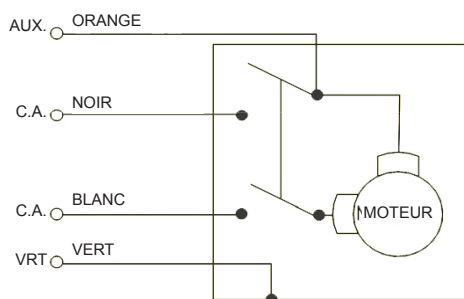 AUX. ORANGE
C.A. NOIR
C.A. BLANC
MOTEUR
VRT VERT